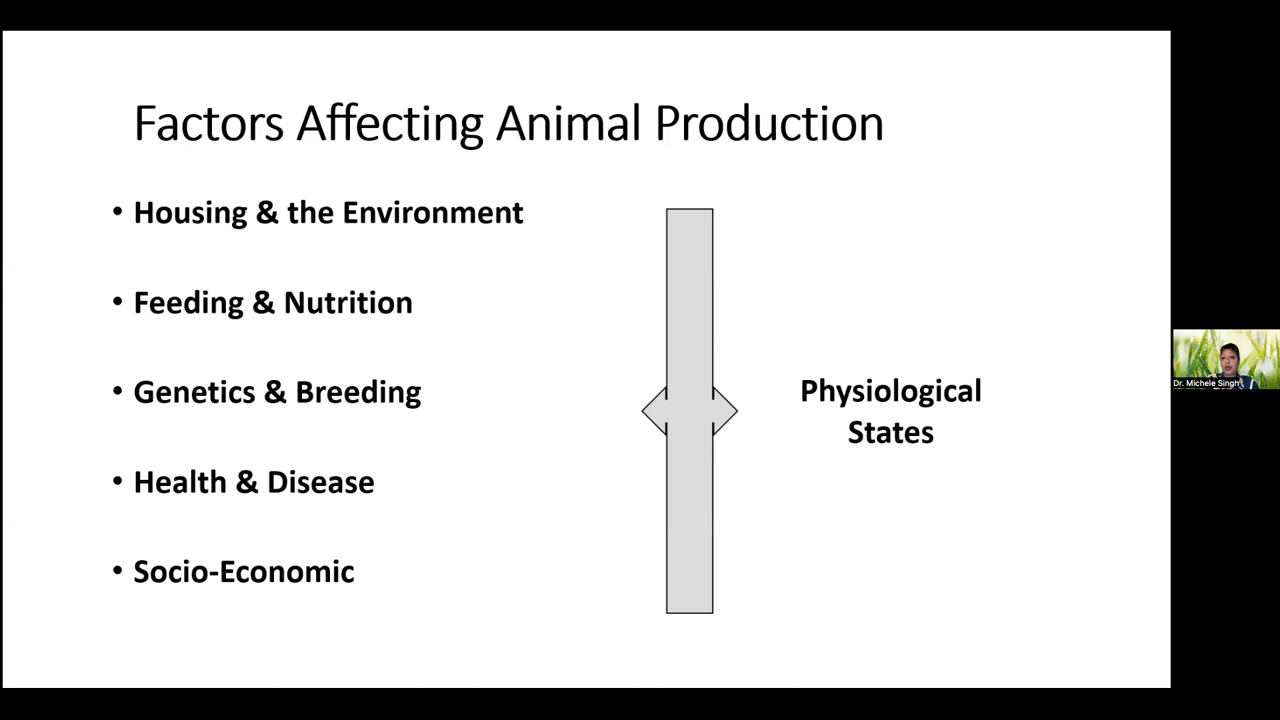 Factors Affecting Animal Production
• Housing & the Environment
• Feeding & Nutrition
• Genetics & Breeding
• Health & Disease
• Socio-Economic
Physiological
States
Dr. Michele Singh